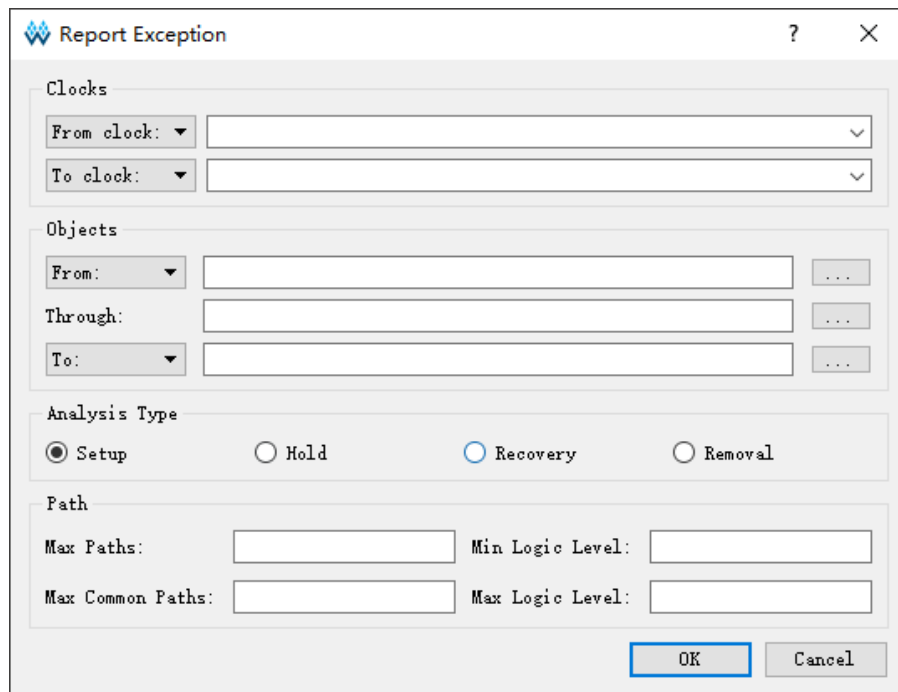 Report Exception ?
Clocks
From clock:
To clock:
Objects
From: ...
Through: ...
To: ...
Analysis Type
Setup Hold Recovery Removal
Path
Max Paths: Min Logic Level:
Max Common Paths: Max Logic Level:
OK Cancel